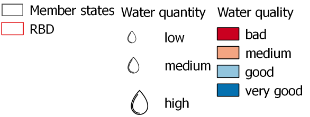 Member states
RBD
Water quantity
low
medium
high
Water quality
bad
medium
good
very good